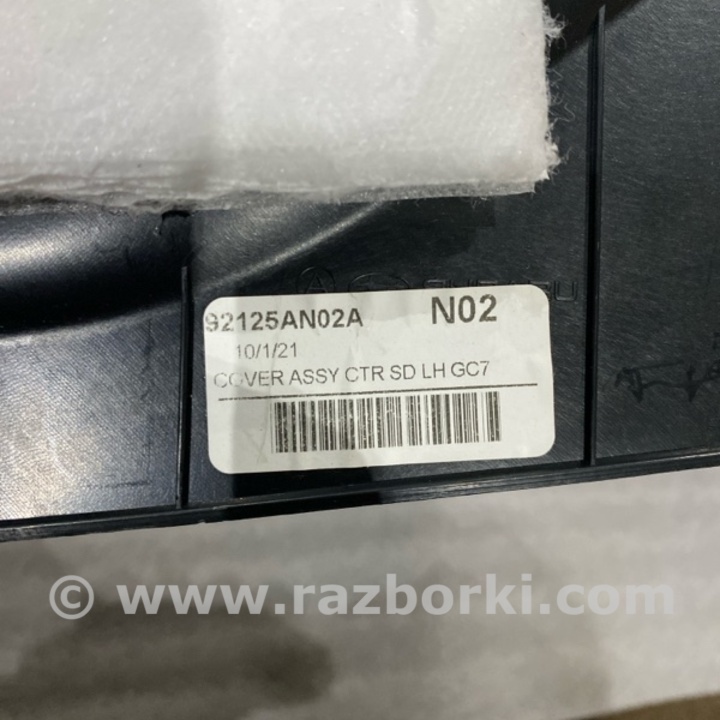 92125AN02A N02
10/1/21
COVER ASSY CTR SD LH GC7
© www.razborki.com